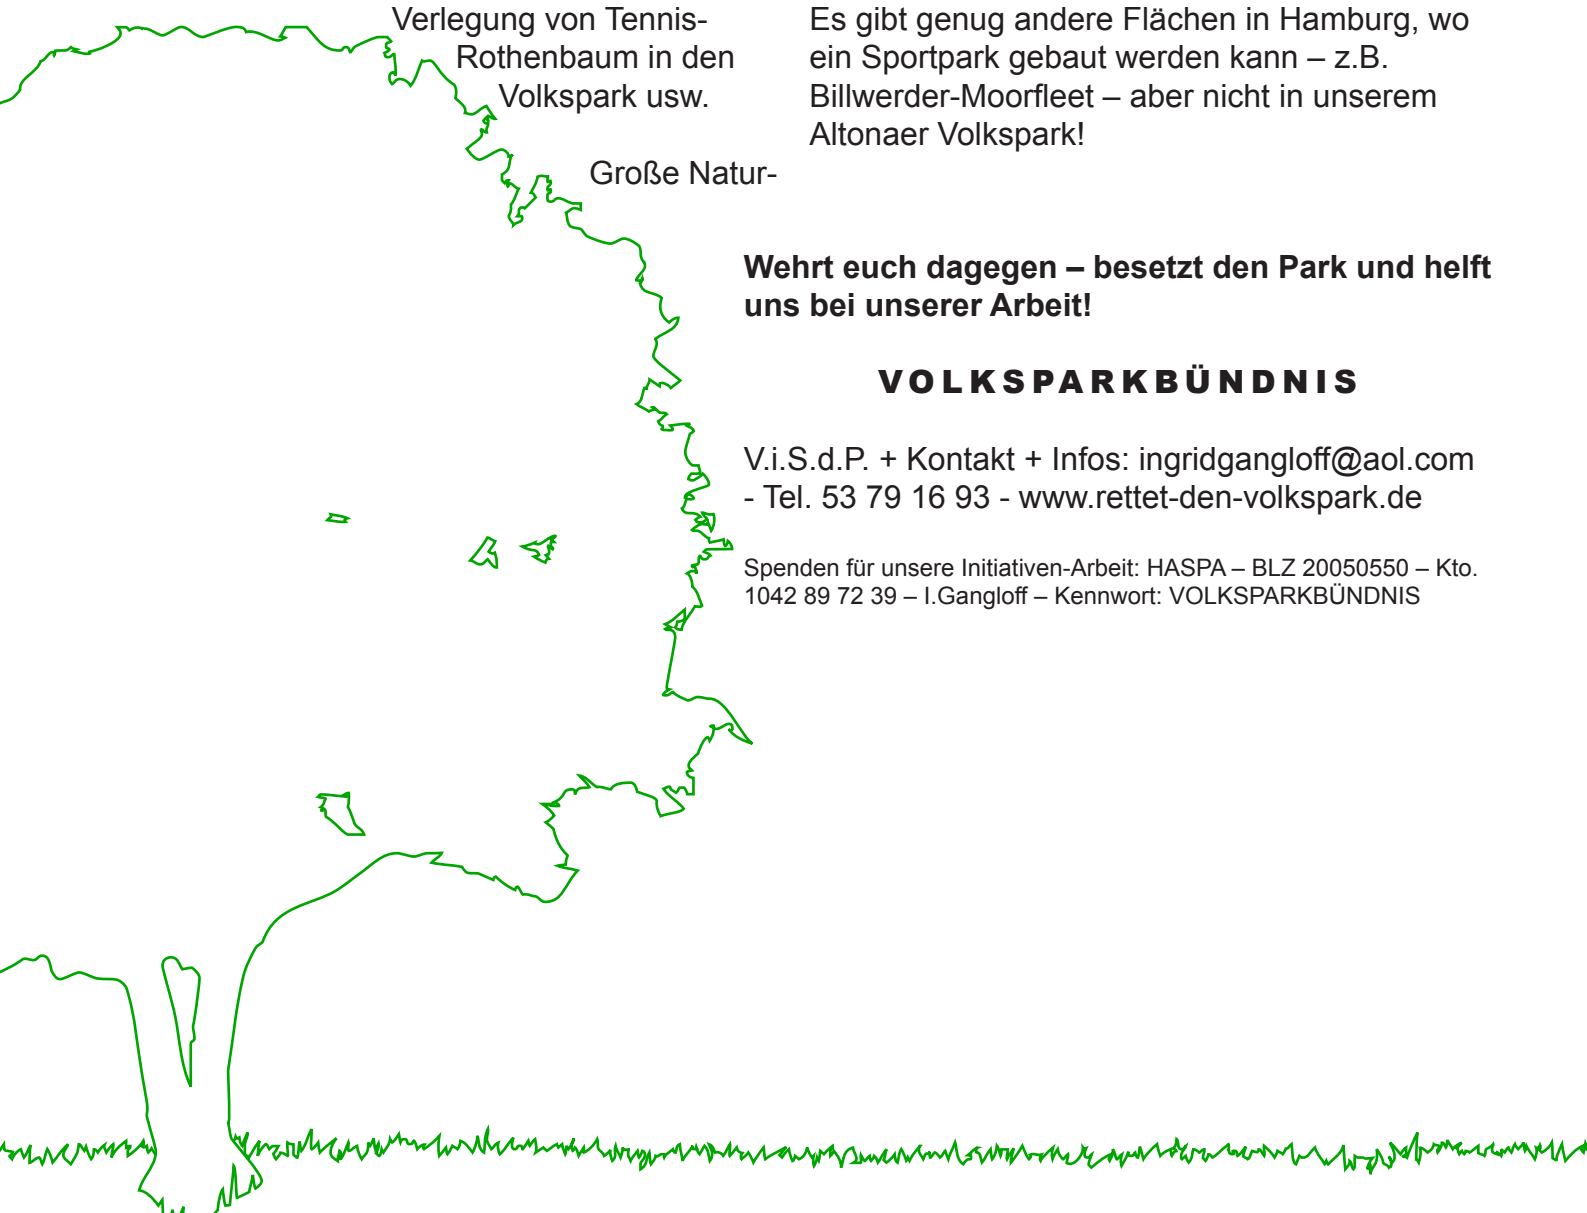 Verlegung von Tennis-
Rothenbaum in den
Volkspark usw.
Große Natur-
Es gibt genug andere Flächen in Hamburg, wo
ein Sportpark gebaut werden kann – z.B.
Billwerder-Moorfleet – aber nicht in unserem
Altonaer Volkspark!
Wehrt euch dagegen – besetzt den Park und helft
uns bei unserer Arbeit!
VOLKSPARKBÜNDNIS
V.i.S.d.P. + Kontakt + Infos: ingridgangloff@aol.com
- Tel. 53 79 16 93 - www.rettet-den-volkspark.de
Spenden für unsere Initiativen-Arbeit: HASPA – BLZ 20050550 – Kto.
1042 89 72 39 – I.Gangloff – Kennwort: VOLKSPARKBÜNDNIS